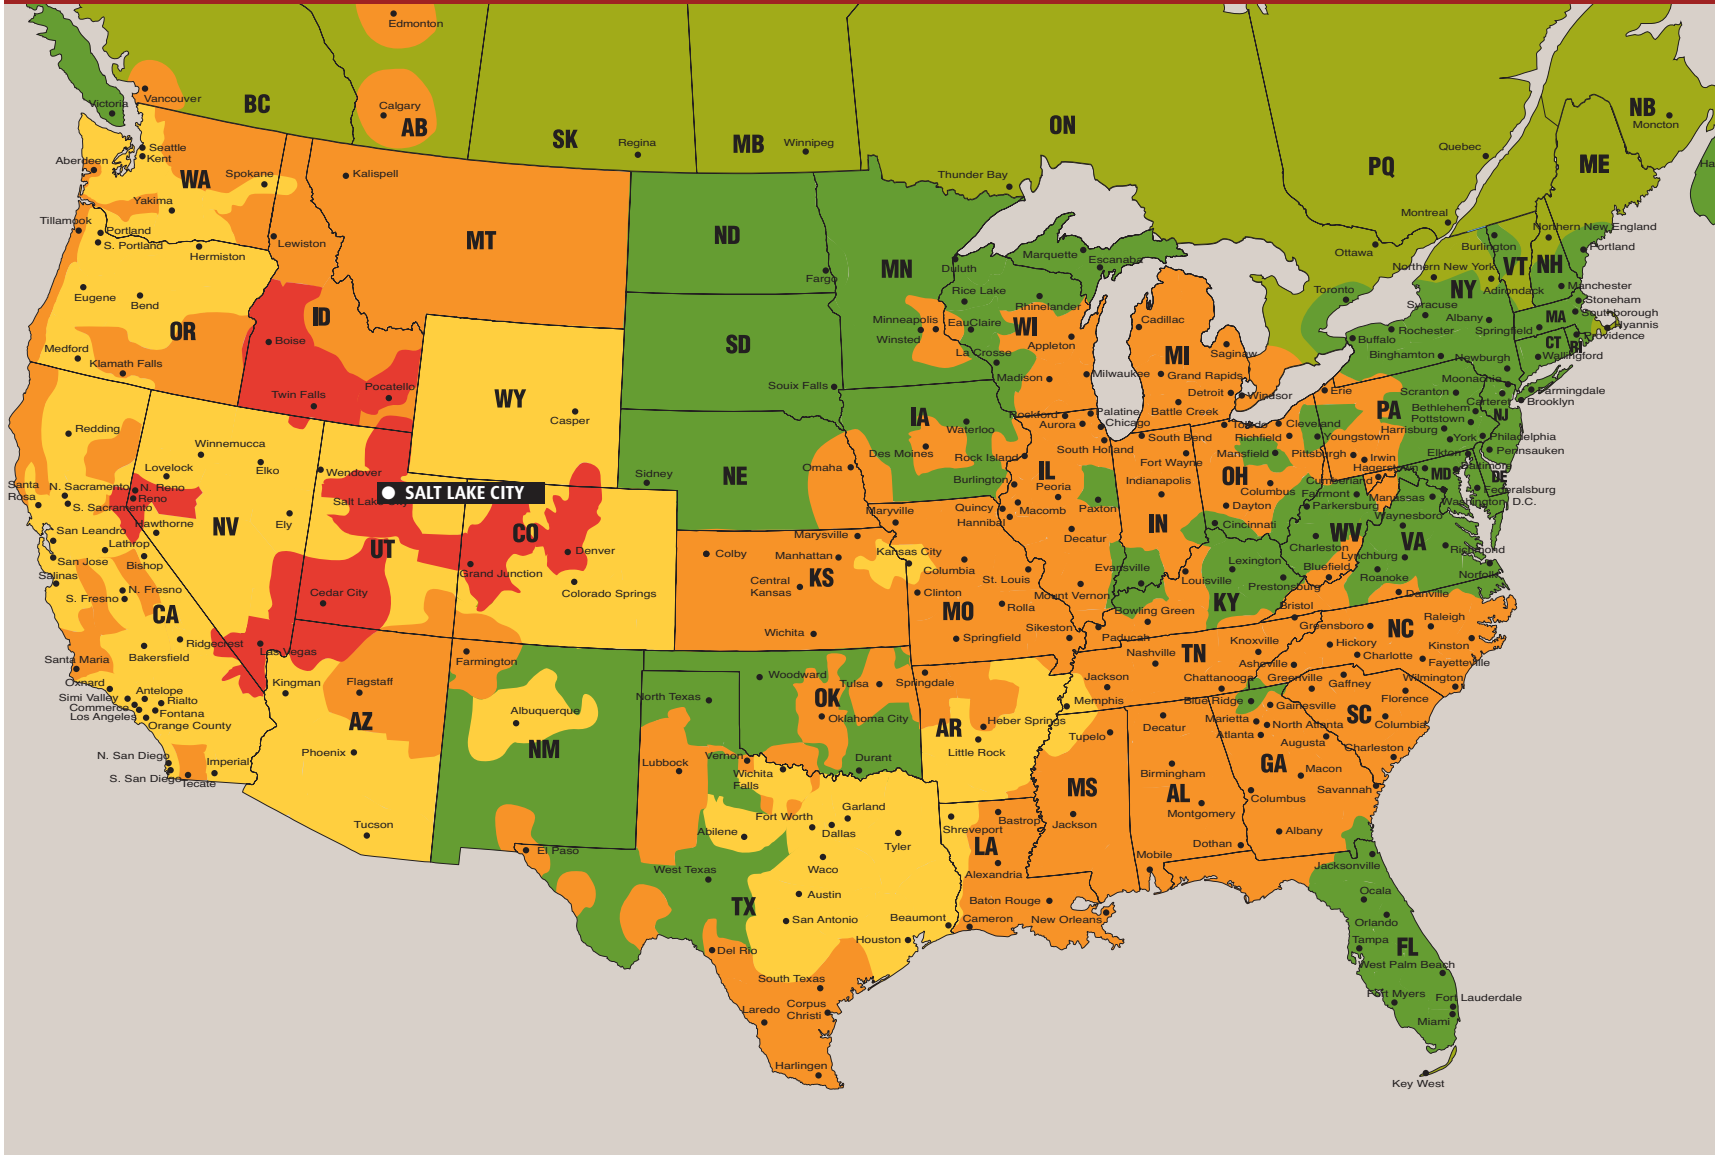 Edmonton
Victoria
Vancouver
BC
Calgary
AB
SK
Regina
MB
Winnipeg
ON
PQ
Quebec
NB
Moncton
ME
Ha
Seattle
Kent
Aberdeen
WA
Spokane
Kalispell
Yakima
Tillamook
Portland
S. Portland
Hermiston
Lewiston
MT
ND
Fargo
MN
Duluth
Thunder Bay
Marquette
Escanaba
Montreal
Ottawa
Burlington
Northern New England
Portland
VT
NH
Northern New York
Adirondack
Manchester
Stoneham
Southborough
Hyannis
Providence
MA
CT
RI
Springfield
Wallingford
Toronto
NY
Syracuse
Albany
Rochester
Buffalo
Binghamton
Newburgh
Moonachie
Farmingdale
Brooklyn
Carteret
NJ
Eugene
Bend
OR
ID
Boise
Medford
Klamath Falls
Twin Falls
Pocatello
WY
Casper
SD
Souix Falls
Rice Lake
Rhinelander
Minneapolis
EauClaire
WI
Winsted
La Crosse
Appleton
Madison
Milwaukee
Cadillac
MI
Saginaw
Grand Rapids
Detroit
Windsor
Battle Creek
Erie
PA
Scranton
Bethlehem
Pottstown
Harrisburg
York
Philadelphia
Pennsauken
Elkton
Baltimore
MD
DE
Federalsburg
Washington D.C.
Hagerstown
Cumberland
Irwin
Pittsburgh
Youngstown
Cleveland
Toledo
Richfield
Mansfield
OH
Columbus
Dayton
Cincinnati
Redding
Winnemucca
Elko
Lovelock
Wendover
N. Reno
Reno
Santa
Rosa
N. Sacramento
S. Sacramento
Hawthorne
San Leandro
Lathrop
San Jose
Bishop
Salinas
N. Fresno
S. Fresno
NV
Ely
Salt Lake City
SALT LAKE CITY
UT
Cedar City
CO
Denver
Grand Junction
Colorado Springs
Sidney
NE
Omaha
IA
Waterloo
Des Moines
Rock Island
Burlington
Rockford
Aurora
Palatine
Chicago
South Holland
South Bend
Fort Wayne
IL
Peoria
Macomb
Paxton
Quincy
Hannibal
Decatur
Indianapolis
IN
Maryville
Marysville
Manhattan
Kansas City
Columbia
St. Louis
Colby
Central
Kansas
KS
Wichita
Clinton
MO
Rolla
Springfield
Sikeston
Mount Vernon
Evansville
Louisville
Lexington
KY
Bowling Green
Paducah
Prestonsburg
Fairmont
Parkersburg
WV
Charleston
Bluefield
Manassas
Waynesboro
VA
Lynchburg
Richmond
Roanoke
Norfolk
Danville
Bristol
Greensboro
Raleigh
NC
Hickory
Kinston
Charlotte
Fayetteville
Wilmington
Asheville
Knoxville
TN
Nashville
Chattanooga
Jackson
Memphis
Greenville
Gaffney
Florence
SC
Columbia
Charleston
Blue Ridge
Gainesville
Marietta
North Atlanta
Atlanta
Augusta
GA
Macon
Savannah
Columbus
Albany
CA
Ridgecrest
Las Vegas
Bakersfield
Santa Maria
Oxnard
Antelope
Simi Valley
Rialto
Commerce
Fontana
Los Angeles
Orange County
N. San Diego
S. San Diego
Tecate
Imperial
Kingman
Flagstaff
AZ
Phoenix
Tucson
Farmington
Albuquerque
NM
El Paso
North Texas
Lubbock
Vernon
Wichita
Falls
Woodward
Tulsa
OK
Oklahoma City
Durant
Springdale
AR
Heber Springs
Little Rock
Tupelo
MS
Jackson
Decatur
Birmingham
AL
Montgomery
Dothan
Mobile
Garland
Fort Worth
Dallas
Abilene
Tyler
West Texas
Waco
TX
Austin
San Antonio
Beaumont
Houston
Del Rio
South Texas
Laredo
Corpus
Christi
Harlingen
Shreveport
Bastrop
LA
Alexandria
Baton Rouge
Cameron
New Orleans
Jacksonville
Ocala
Orlando
Tampa
FL
West Palm Beach
Fort Myers
Fort Lauderdale
Miami
Key West